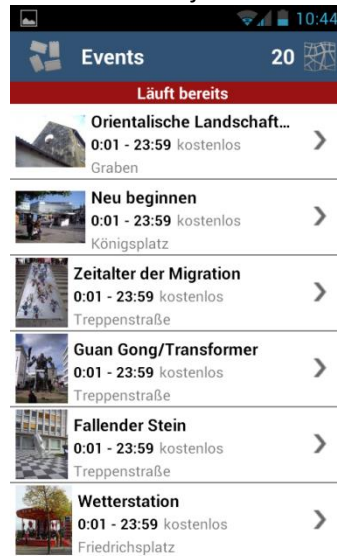 10:44
Events 20
Läuft bereits
Orientalische Landschaft...
0:01 - 23:59 kostenlos
Graben
Neu beginnen
0:01 - 23:59 kostenlos
Königsplatz
Zeitalter der Migration
0:01 - 23:59 kostenlos
Treppenstraße
Guan Gong/Transformer
0:01 - 23:59 kostenlos
Treppenstraße
Fallender Stein
0:01 - 23:59 kostenlos
Treppenstraße
Wetterstation
0:01 - 23:59 kostenlos
Friedrichsplatz